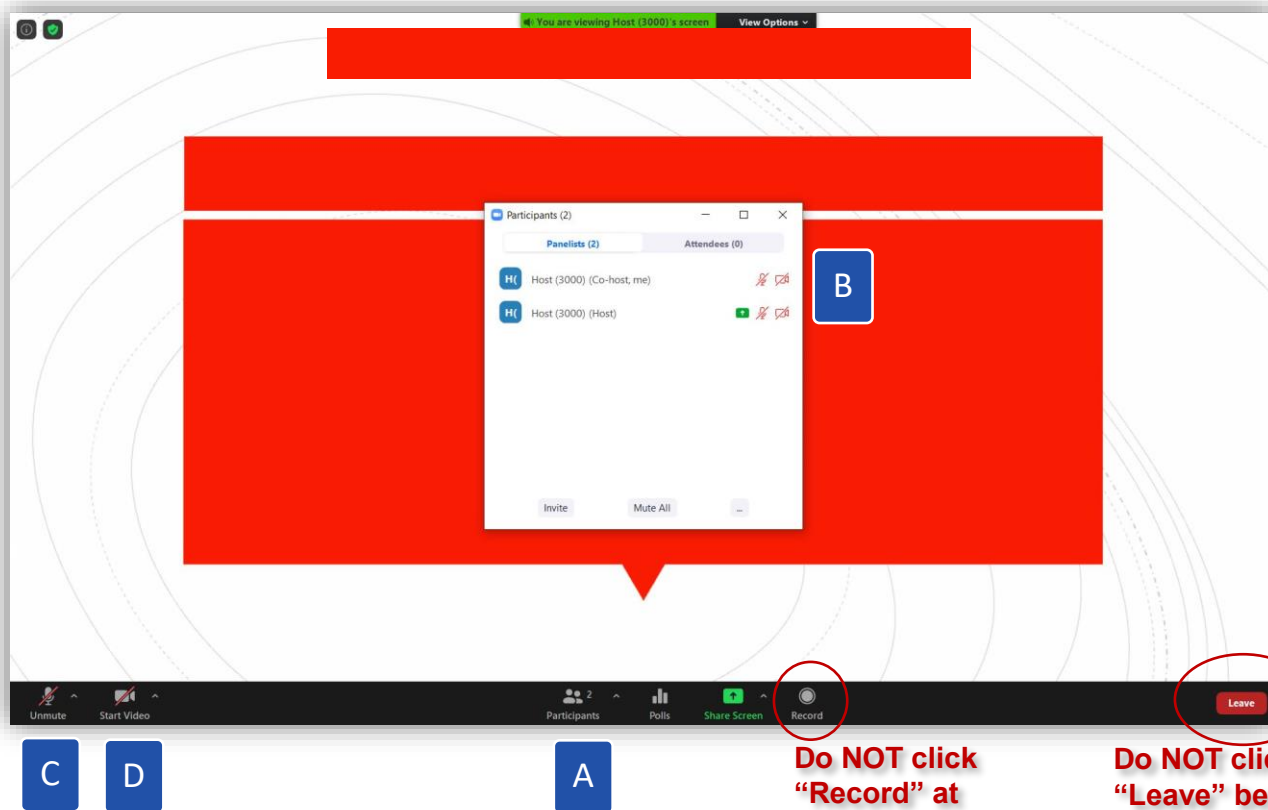 You are viewing Host (3000)'s screen View Options
Participants (2)
Panelists (2) Attendees (0)
H( Host (3000) (Co-host, me)
B
H( Host (3000) (Host)
Invite Mute All ...
2
Unmute Start Video Participants Polls Share Screen Record Leave
C D A
Do NOT click
“Record” at
Do NOT clic
“Leave” be